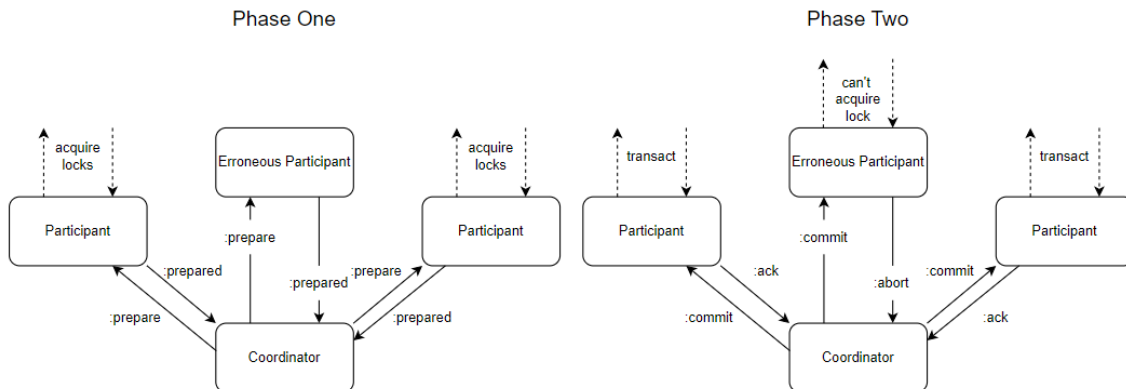 Phase One
Phase Two
can't
acquire
lock
acquire
locks
Erroneous Participant
acquire
locks
transact
Erroneous Participant
transact
Participant
:prepare
Participant
Participant
:commit
Participant
:prepared
:prepared
:prepare
:ack
:abort
:commit
:prepare
:prepared
:commit
:ack
Coordinator
Coordinator